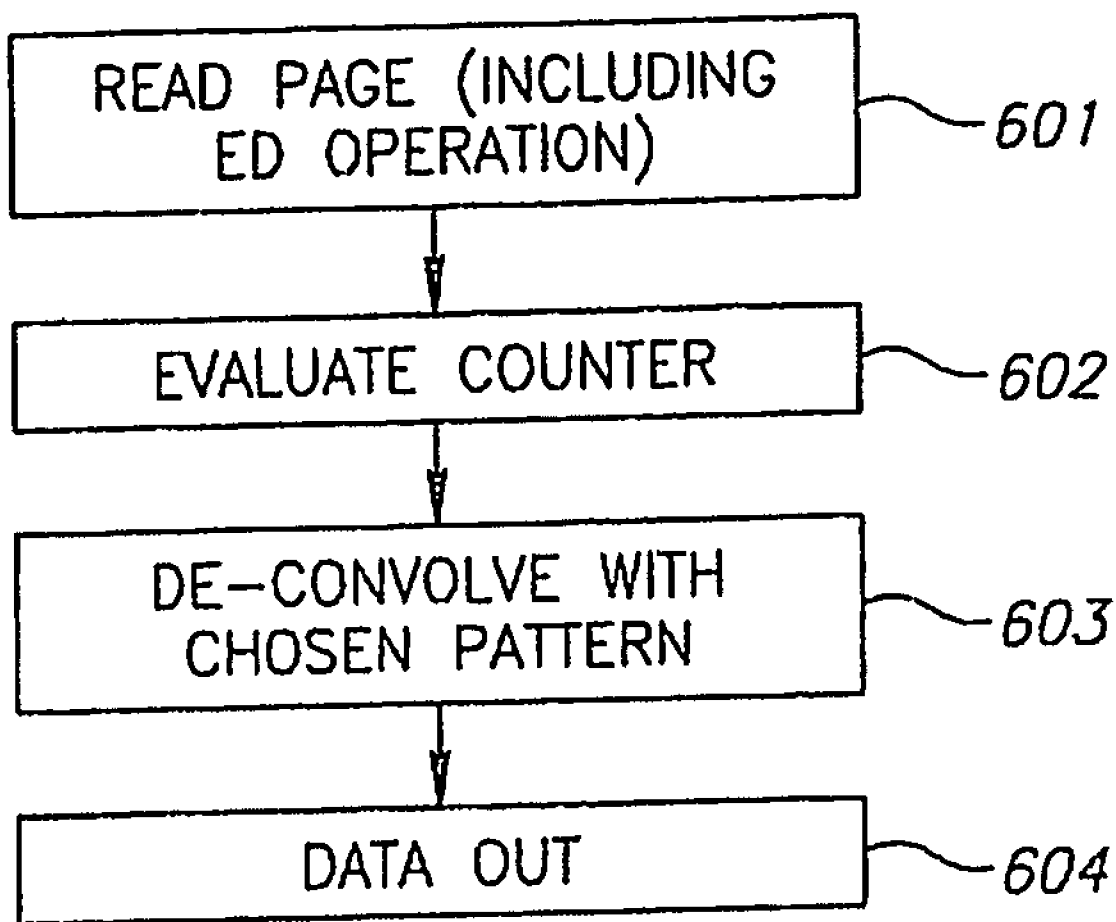 READ PAGE (INCLUDING
ED OPERATION)
601
EVALUATE COUNTER
602
DE-CONVOLVE WITH
CHOSEN PATTERN
603
DATA OUT
604